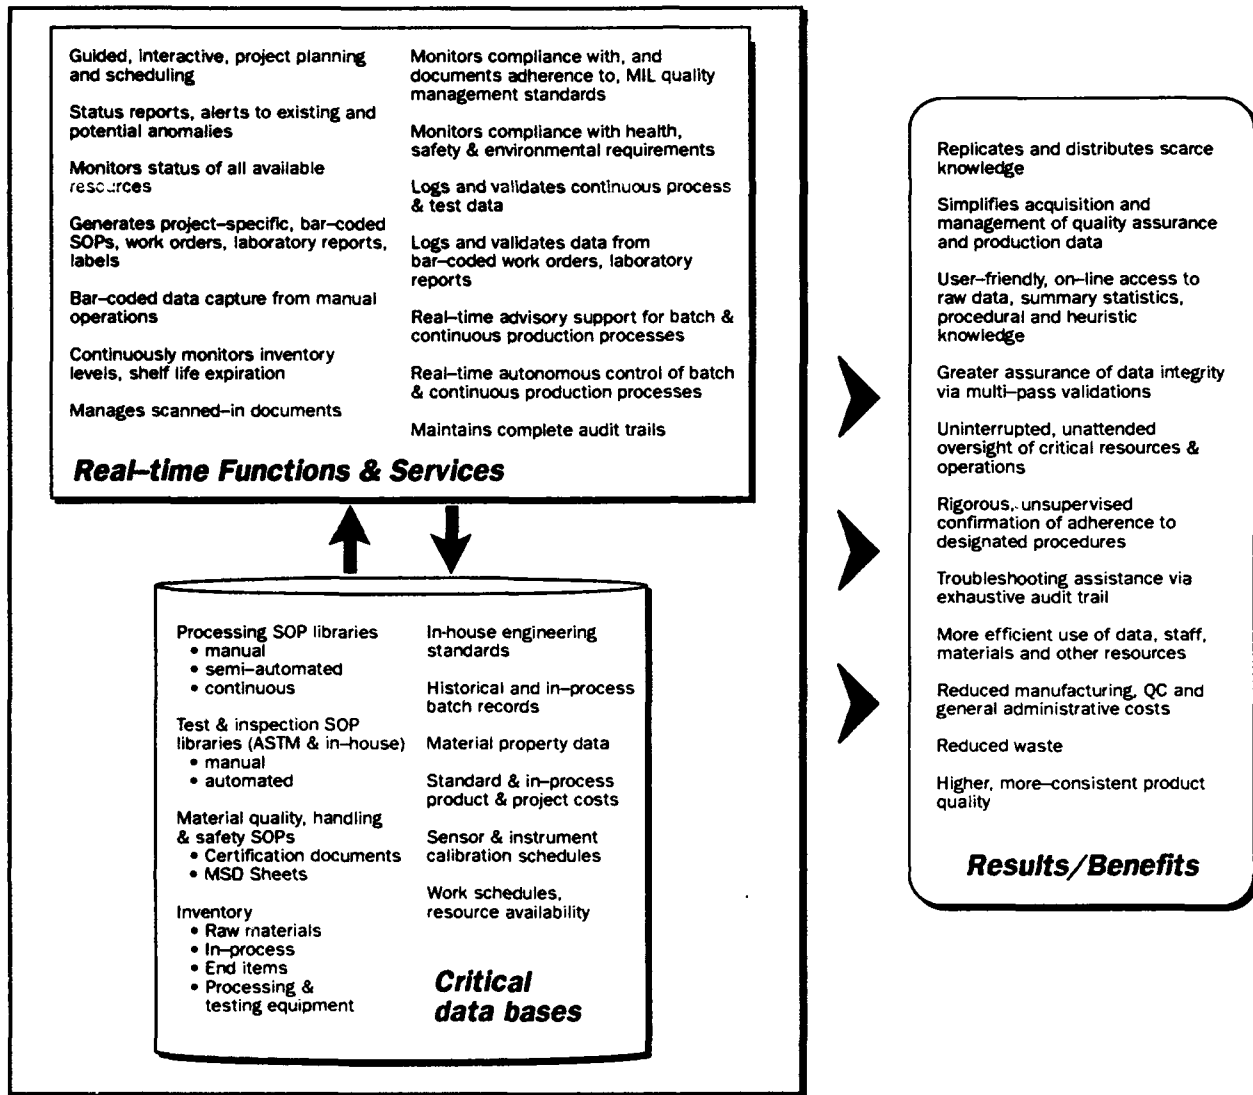 Guided, interactive, project planning
and scheduling
Status reports, alerts to existing and
potential anomalies
Monitors status of all available
resources
Generates project-specific, bar-coded
SOPs, work orders, laboratory reports,
labels
Bar-coded data capture from manual
operations
Continuously monitors inventory
levels, shelf life expiration
Manages scanned-in documents
Monitors compliance with, and
documents adherence to, MIL quality
management standards
Monitors compliance with health,
safety & environmental requirements
Logs and validates continuous process
& test data
Logs and validates data from
bar-coded work orders, laboratory
reports
Real-time advisory support for batch &
continuous production processes
Real-time autonomous control of batch
& continuous production processes
Maintains complete audit trails
Real-time Functions & Services
Processing SOP libraries
• manual
• semi-automated
• continuous
Test & inspection SOP
libraries (ASTM & in-house)
• manual
• automated
Material quality, handling
& safety SOPs
• Certification documents
• MSD Sheets
Inventory
• Raw materials
• In-process
• End items
• Processing &
testing equipment
In-house engineering
standards
Historical and in-process
batch records
Material property data
Standard & in-process
product & project costs
Sensor & instrument
calibration schedules
Work schedules,
resource availability
Critical
data bases
Replicates and distributes scarce
knowledge
Simplifies acquisition and
management of quality assurance
and production data
User-friendly, on-line access to
raw data, summary statistics,
procedural and heuristic
knowledge
Greater assurance of data integrity
via multi-pass validations
Uninterrupted, unattended
oversight of critical resources &
operations
Rigorous, unsupervised
confirmation of adherence to
designated procedures
Troubleshooting assistance via
exhaustive audit trail
More efficient use of data, staff,
materials and other resources
Reduced manufacturing, QC and
general administrative costs
Reduced waste
Higher, more-consistent product
quality
Results/Benefits